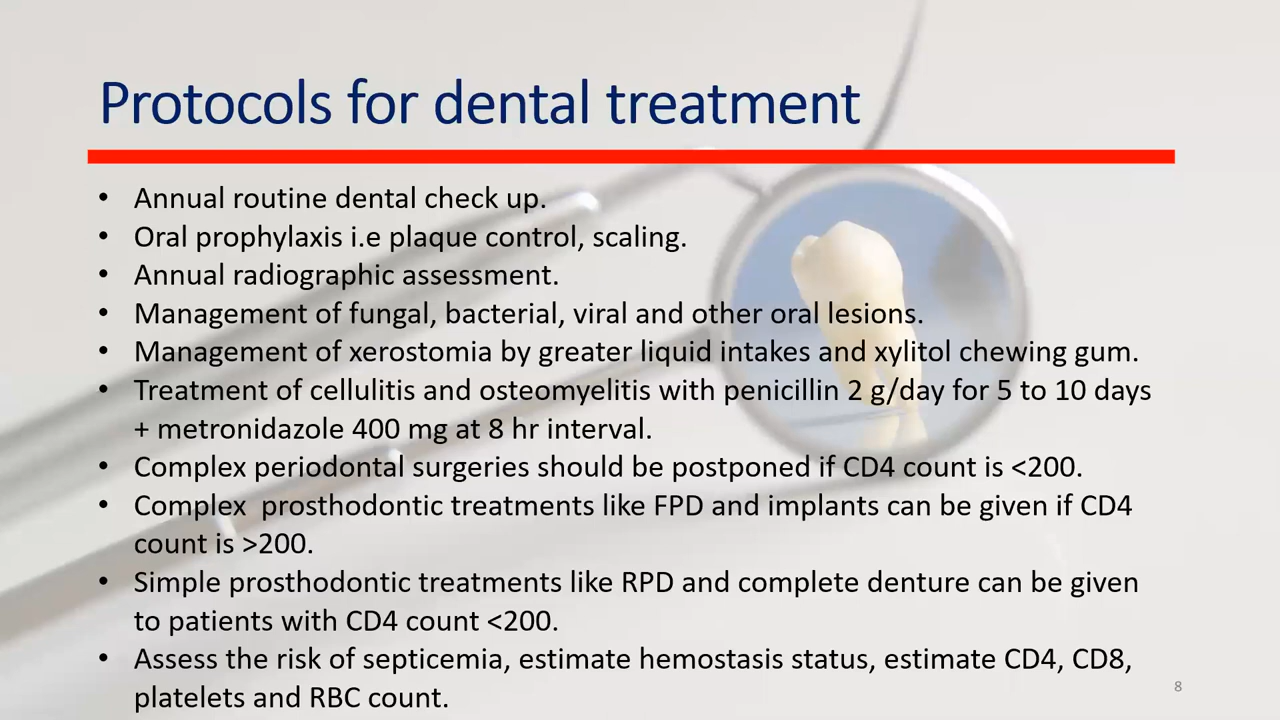 Protocols for dental treatment
• Annual routine dental check up.
• Oral prophylaxis i.e plaque control, scaling.
• Annual radiographic assessment.
• Management of fungal, bacterial, viral and other oral lesions.
• Management of xerostomia by greater liquid intakes and xylitol chewing gum.
• Treatment of cellulitis and osteomyelitis with penicillin 2 g/day for 5 to 10 days
+ metronidazole 400 mg at 8 hr interval.
• Complex periodontal surgeries should be postponed if CD4 count is <200.
• Complex  prosthodontic treatments like FPD and implants can be given if CD4
count is >200.
• Simple prosthodontic treatments like RPD and complete denture can be given
to patients with CD4 count <200.
• Assess the risk of septicemia, estimate hemostasis status, estimate CD4, CD8,
platelets and RBC count.
8